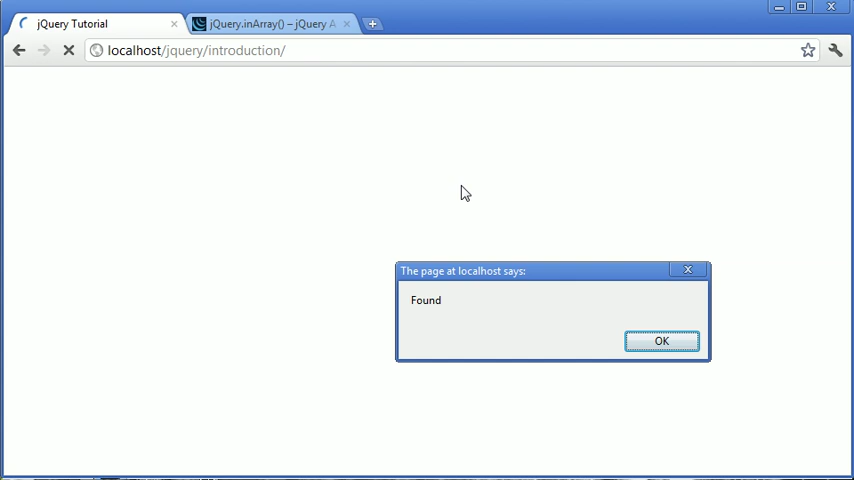 jQuery Tutorial
jQuery.inArray() – jQuery A
localhost/jquery/introduction/
The page at localhost says:
Found
OK